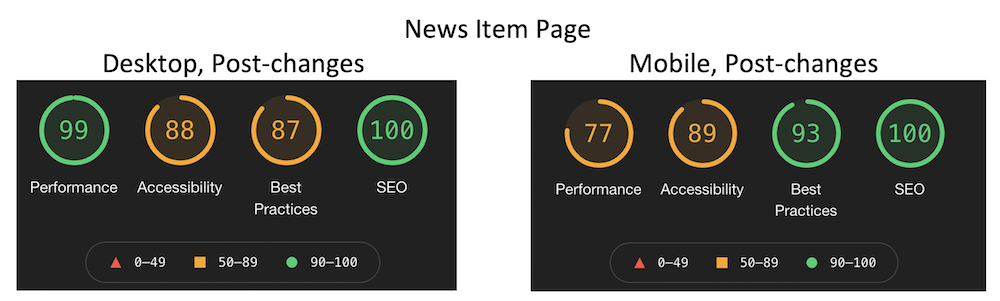 News Item Page
Desktop, Post-changes
99
88
87
100
Performance
Accessibility
Best
Practices
SEO
0–49
50–89
90–100
Mobile, Post-changes
77
89
93
100
Performance
Accessibility
Best
Practices
SEO
0–49
50–89
90–100